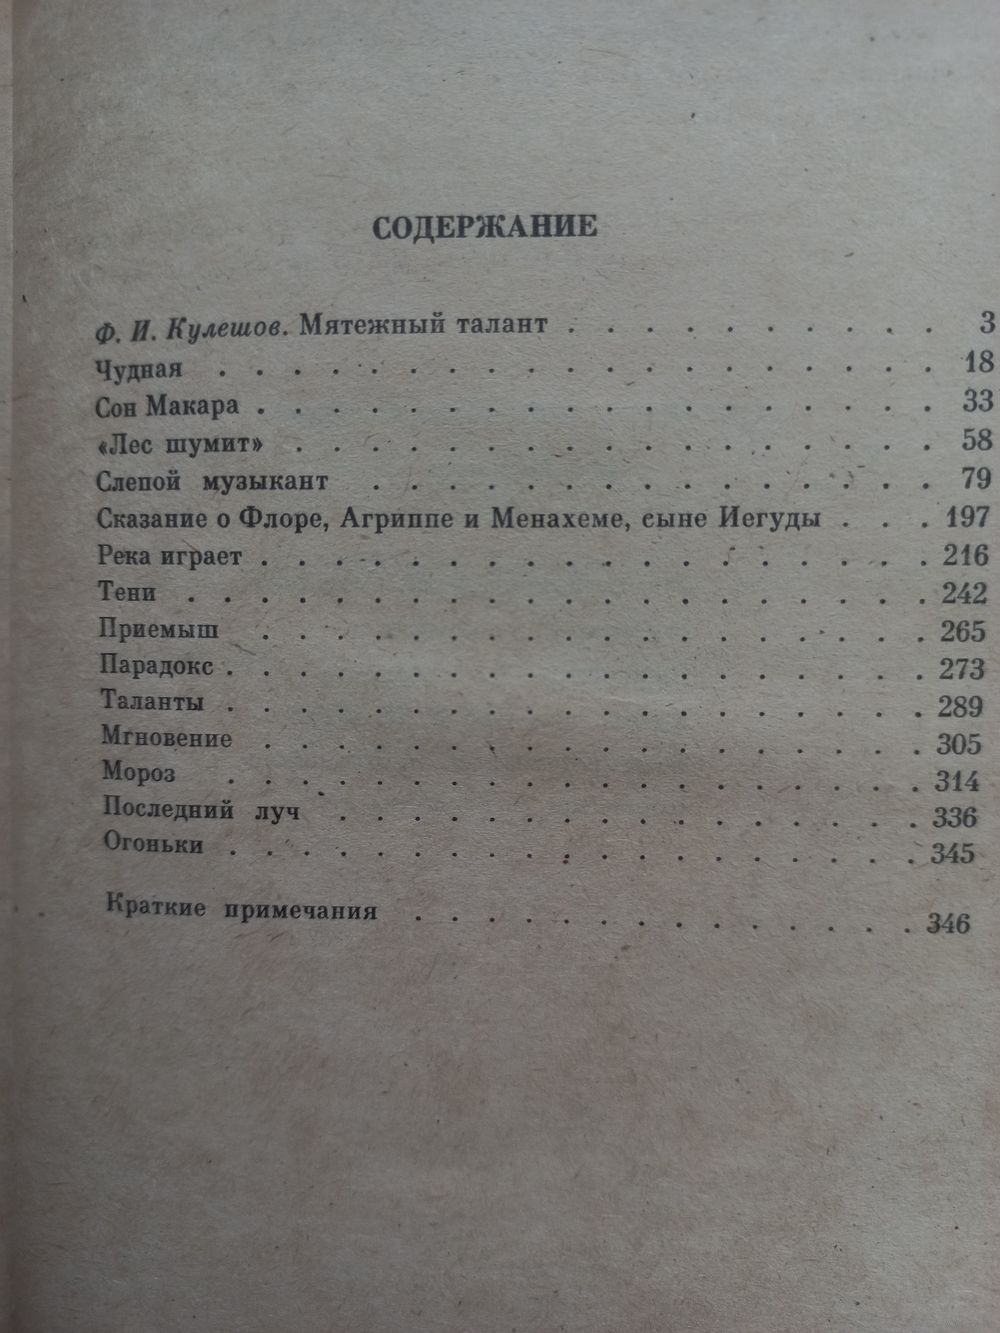 СОДЕРЖАНИЕ
Ф. И. Кулешов. Мятежный талант . . . . . . . . . . 3
Чудная . . . . . . . . . . . . . . . . . . . . 18
Сон Макара . . . . . . . . . . . . . . . . . . . 33
«Лес шумит» . . . . . . . . . . . . . . . . . . 58
Слепой музыкант . . . . . . . . . . . . . . . . 79
Сказание о Флоре, Агриппе и Менахеме, сыне Иегуды . . . 197
Река играет . . . . . . . . . . . . . . . . . . . 216
Тени . . . . . . . . . . . . . . . . . . . . 242
Приемыш . . . . . . . . . . . . . . . . . . . 265
Парадокс . . . . . . . . . . . . . . . . . . . 273
Таланты . . . . . . . . . . . . . . . . . . . 289
Мгновение . . . . . . . . . . . . . . . . . . 305
Мороз . . . . . . . . . . . . . . . . . . . 314
Последний луч . . . . . . . . . . . . . . . . 336
Огоньки . . . . . . . . . . . . . . . . . . . 345
Краткие примечания . . . . . . . . . . . . . . 346